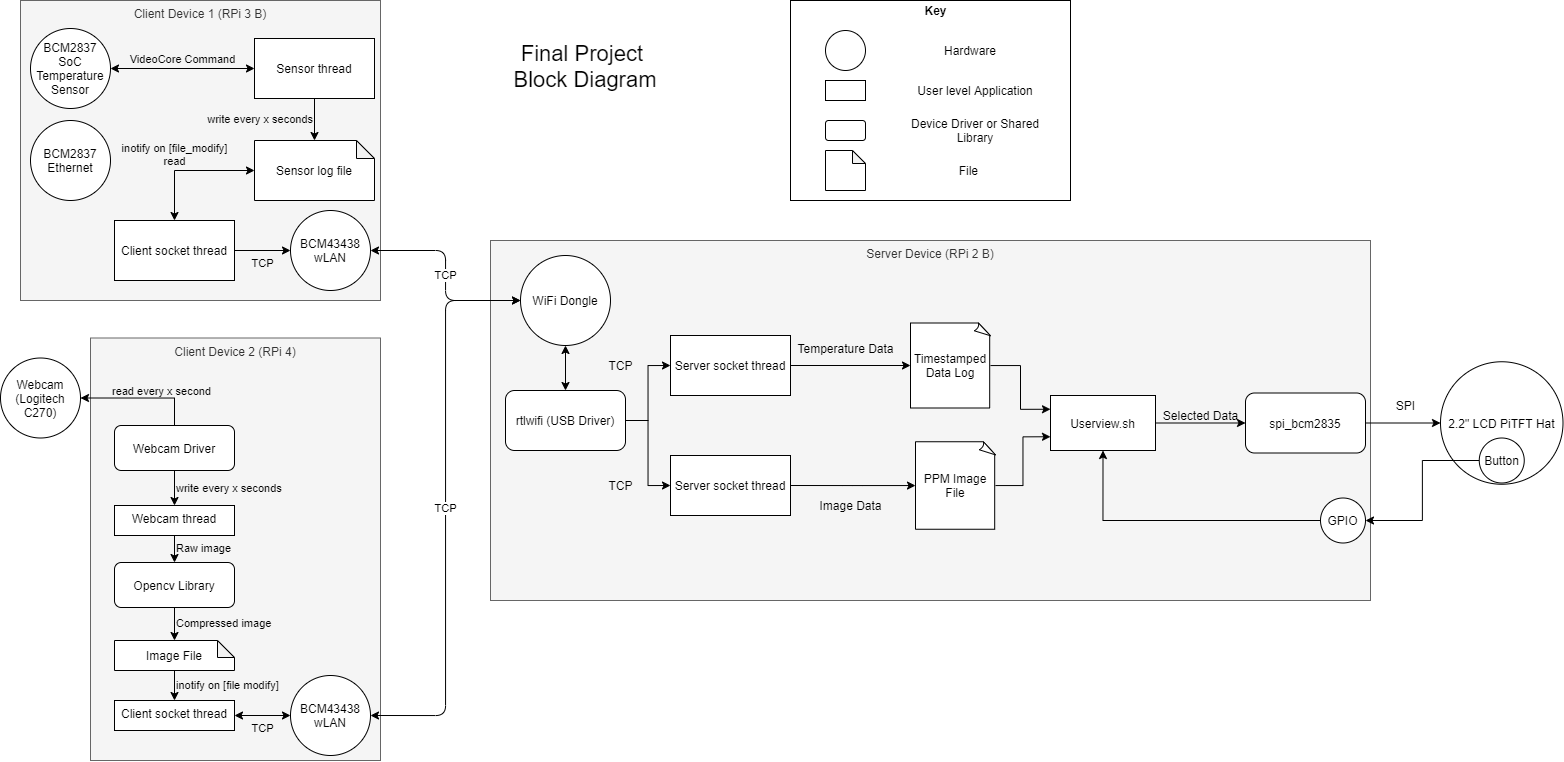 Client Device 1 (RPi 3 B)
BCM2837
SoC
Temperature
Sensor
VideoCore Command
Sensor thread
write every x seconds
BCM2837
Ethernet
inotify on [file_modify]
read
Sensor log file
Client socket thread
TCP
BCM43438
wLAN
Final Project
Block Diagram
Key
Hardware
User level Application
Device Driver or Shared
Library
File
TCP
TCP
Client Device 2 (RPi 4)
Webcam
(Logitech
C270)
read every x second
Webcam Driver
write every x seconds
Webcam thread
Raw image
Opencv Library
Compressed image
Image File
inotify on [file modify]
Client socket thread
TCP
BCM43438
wLAN
Server Device (RPi 2 B)
WiFi Dongle
rtlwifi (USB Driver)
TCP
Server socket thread
Temperature Data
Timestamped
Data Log
TCP
Server socket thread
Image Data
PPM Image
File
Userview.sh
Selected Data
spi_bcm2835
SPI
2.2" LCD PiTFT Hat
Button
GPIO